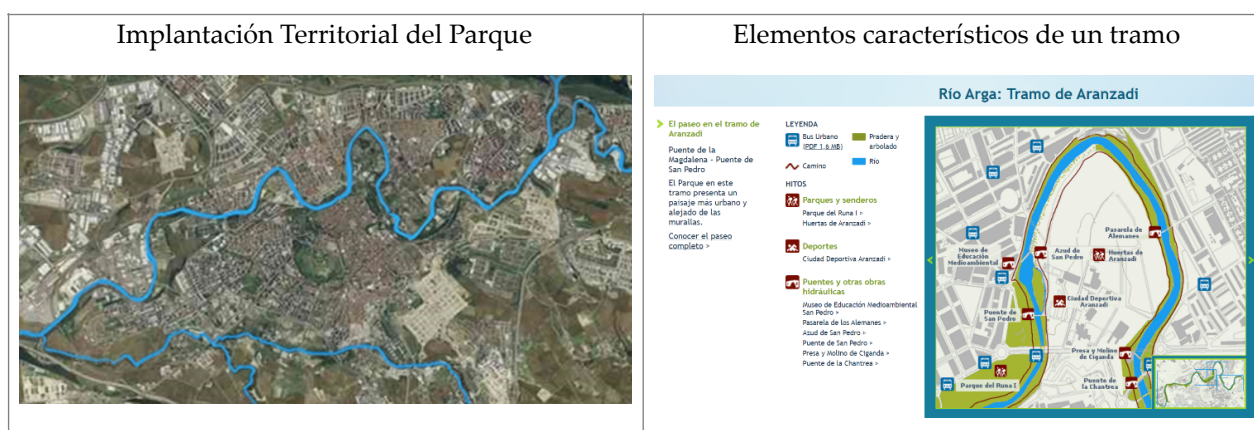 Implantación Territorial del Parque
Elementos característicos de un tramo
Río Arga: Tramo de Aranzadi
El paseo en el tramo de
Aranzadi
Puente de la
Magdalena - Puente de
San Pedro
El Parque en este
tramo presenta un
paisaje más urbano y
alejado de las
murallas.
Conocer el paseo
completo >
LEYENDA
Bus Urbano
(PDF 1,6 MB)
Pradera y
arbolado
Camino
Río
HITOS
Parques y senderos
Parque del Runa I >
Huertas de Aranzadi >
Deportes
Ciudad Deportiva Aranzadi >
Puentes y otras obras
hidráulicas
Museo de Educación Medioambiental
San Pedro >
Pasarela de los Alemanes >
Azud de San Pedro >
Puente de San Pedro >
Presa y Molino de Ciganda >
Puente de la Chantrea >
Pasarela de
Alemanes
Museo de
Educación
Medioambiental
Azud de
San Pedro
Huertas de
Aranzadi
Ciudad Deportiva
Aranzadi
Puente de
San Pedro
Presa y Molino
de Ciganda
Parque del Runa I
Puente de
la Chantrea